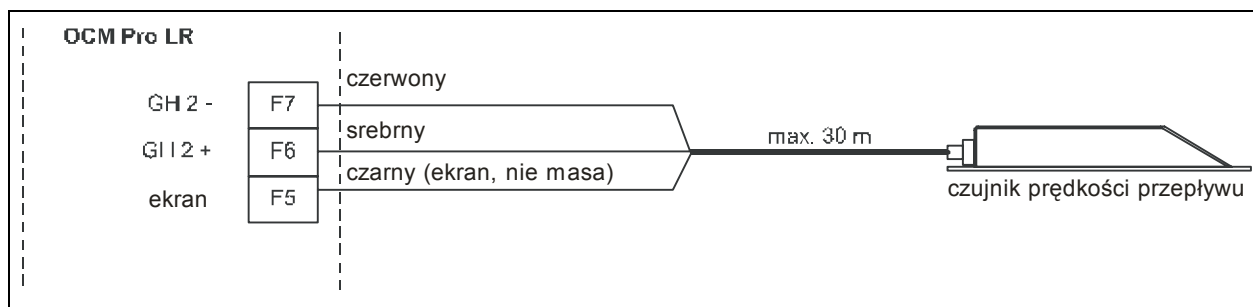 OCM Pro LR
czerwony
GH 2 - F7
srebrny
max. 30 m
GH 2 + F6
czarny (ekran, nie masa)
ekran F5
czujnik prędkości przepływu